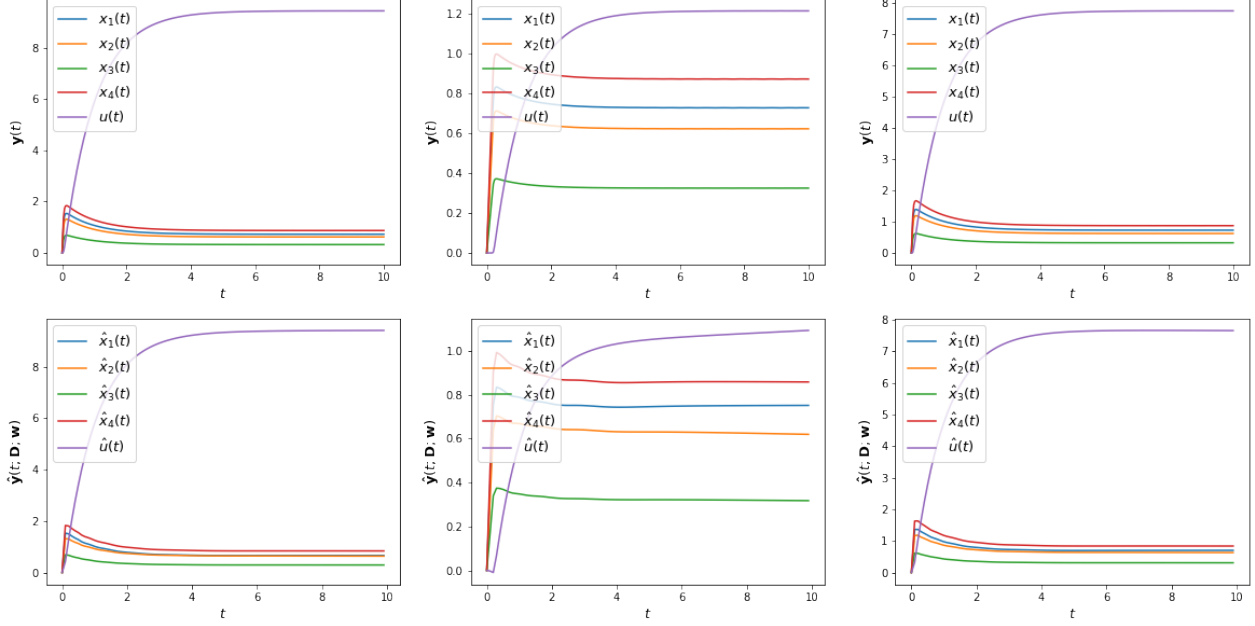 8
6
4
2
0
y(t)
x₁(t)
x₂(t)
x₃(t)
x₄(t)
u(t)
0 2 4 6 8 10
t
1.2
1.0
0.8
0.6
0.4
0.2
0.0
y(t)
x₁(t)
x₂(t)
x₃(t)
x₄(t)
u(t)
0 2 4 6 8 10
t
8
7
6
5
4
3
2
1
0
y(t)
x₁(t)
x₂(t)
x₃(t)
x₄(t)
u(t)
0 2 4 6 8 10
t
8
6
4
2
0
ŷ(t; D; w)
x̂₁(t)
x̂₂(t)
x̂₃(t)
x̂₄(t)
û(t)
0 2 4 6 8 10
t
1.0
0.8
0.6
0.4
0.2
0.0
ŷ(t; D; w)
x̂₁(t)
x̂₂(t)
x̂₃(t)
x̂₄(t)
û(t)
0 2 4 6 8 10
t
8
7
6
5
4
3
2
1
0
ŷ(t; D; w)
x̂₁(t)
x̂₂(t)
x̂₃(t)
x̂₄(t)
û(t)
0 2 4 6 8 10
t